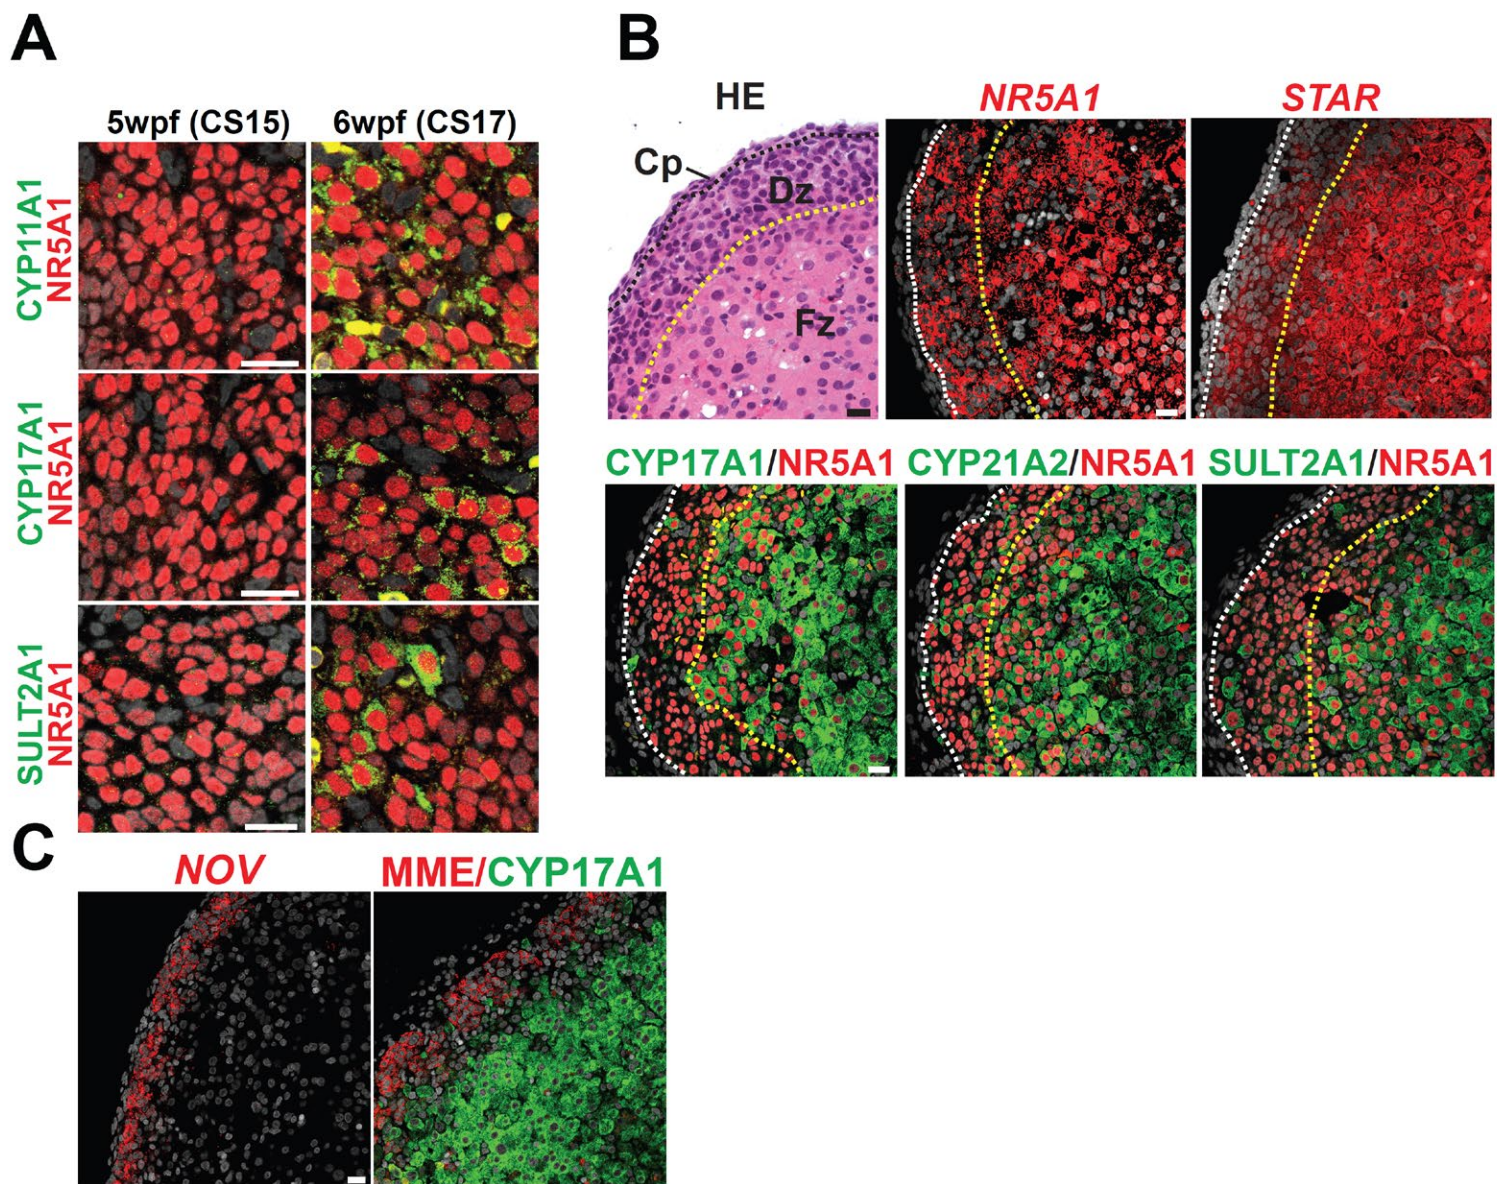 A
5wpf (CS15)
6wpf (CS17)
CYP11A1
NR5A1
CYP17A1
NR5A1
SULT2A1
NR5A1
B
HE
NR5A1
STAR
Cp
Dz
Fz
CYP17A1/NR5A1
CYP21A2/NR5A1
SULT2A1/NR5A1
C
NOV
MME/CYP17A1